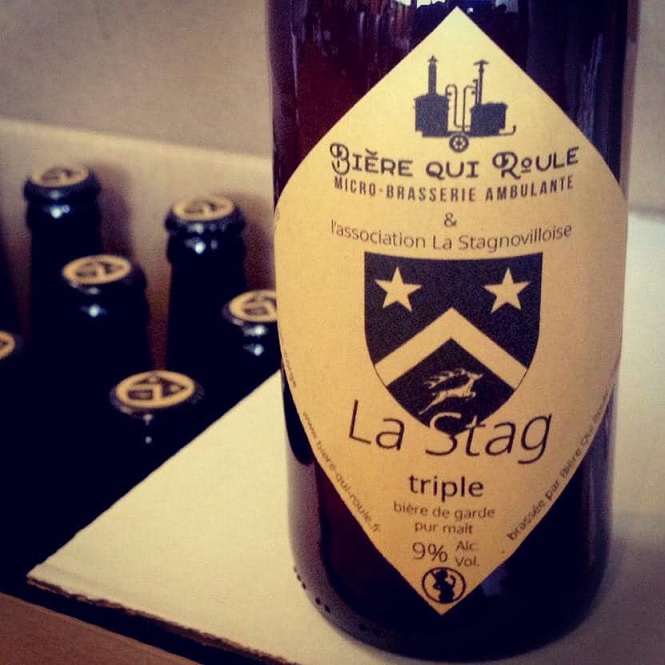 BIÈRE QUI ROULE
MICRO-BRASSERIE AMBULANTE
&
l'association La Stagnovilloise
La Stag
triple
bière de garde
pur malt
9% Alc.
Vol.
www.biere-qui-roule.fr
brassée par Bière Qui Roule